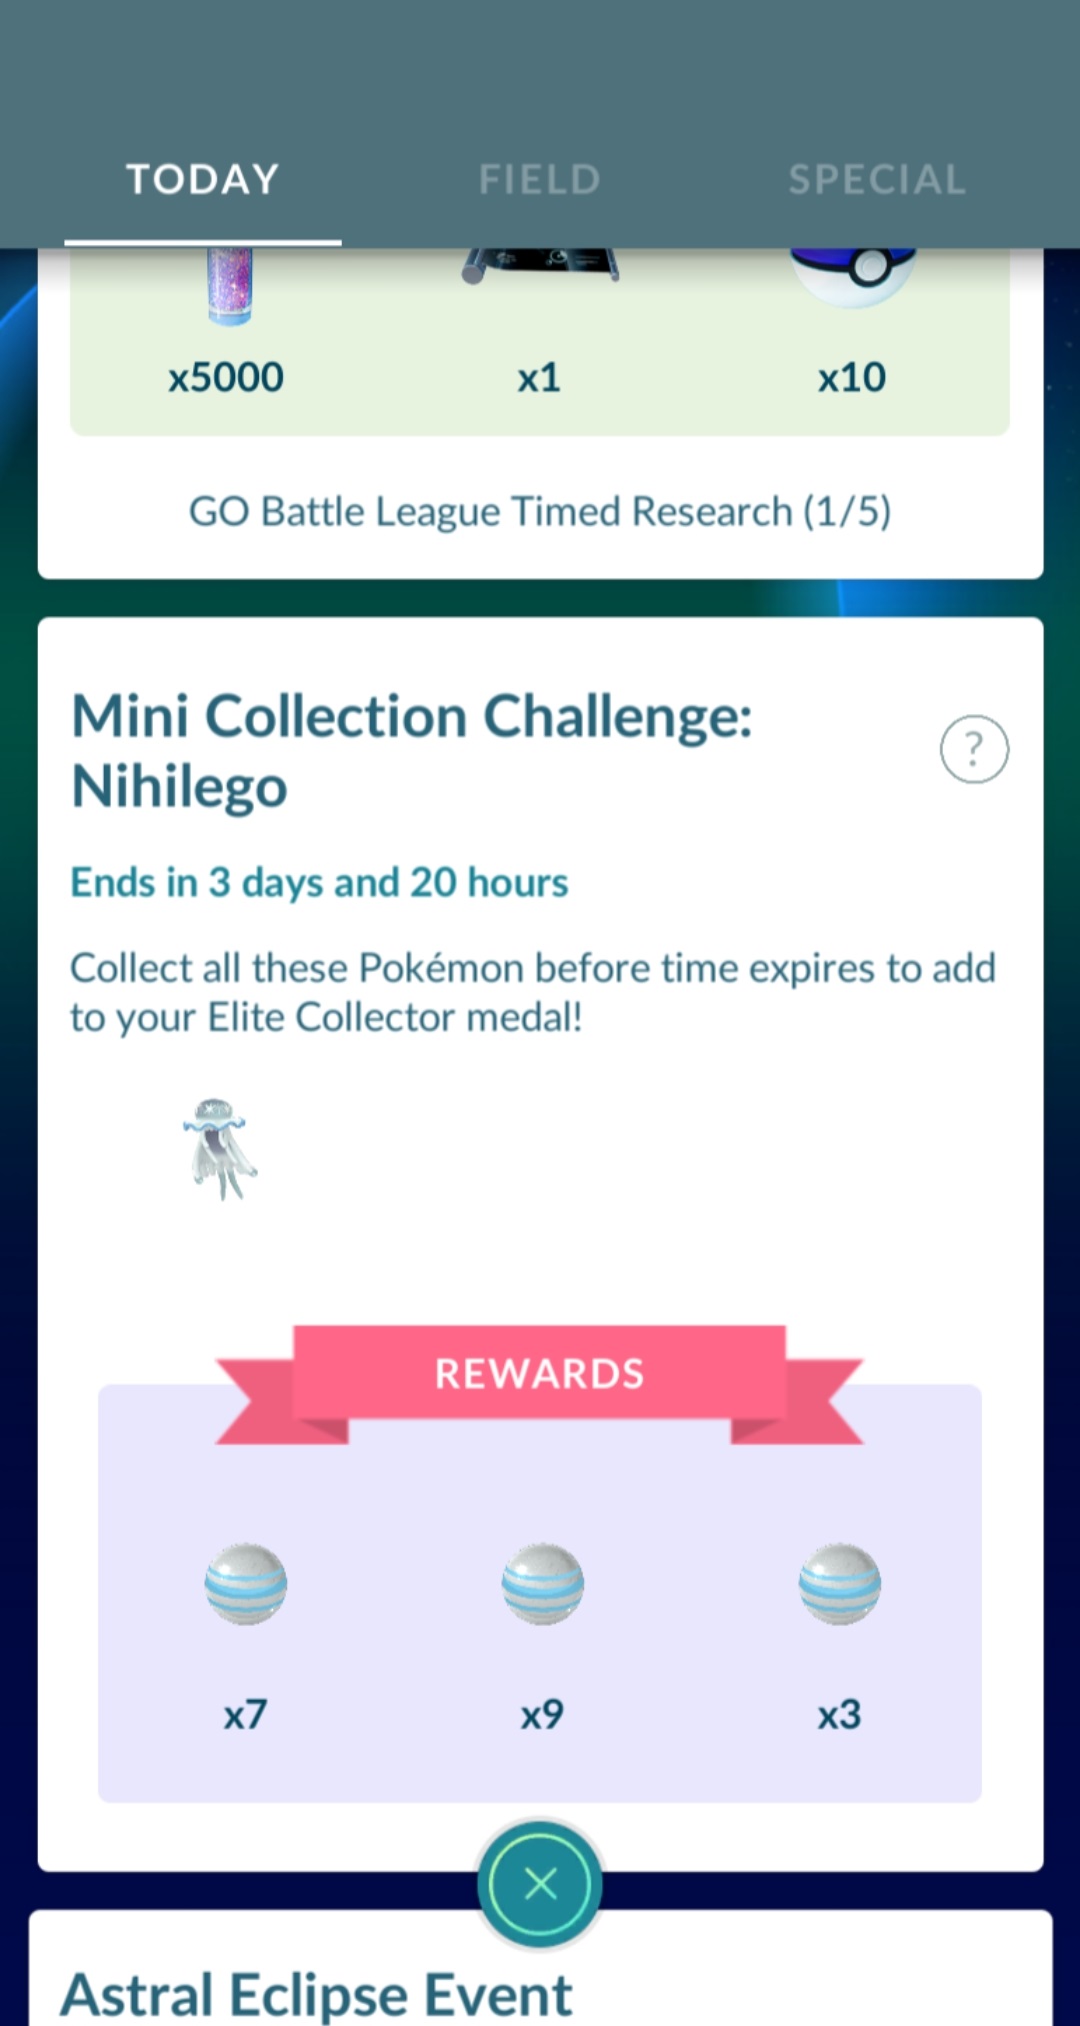 TODAY FIELD SPECIAL
x5000 x1 x10
GO Battle League Timed Research (1/5)
Mini Collection Challenge:
Nihilego
?
Ends in 3 days and 20 hours
Collect all these Pokémon before time expires to add
to your Elite Collector medal!
REWARDS
x7 x9 x3
Astral Eclipse Event